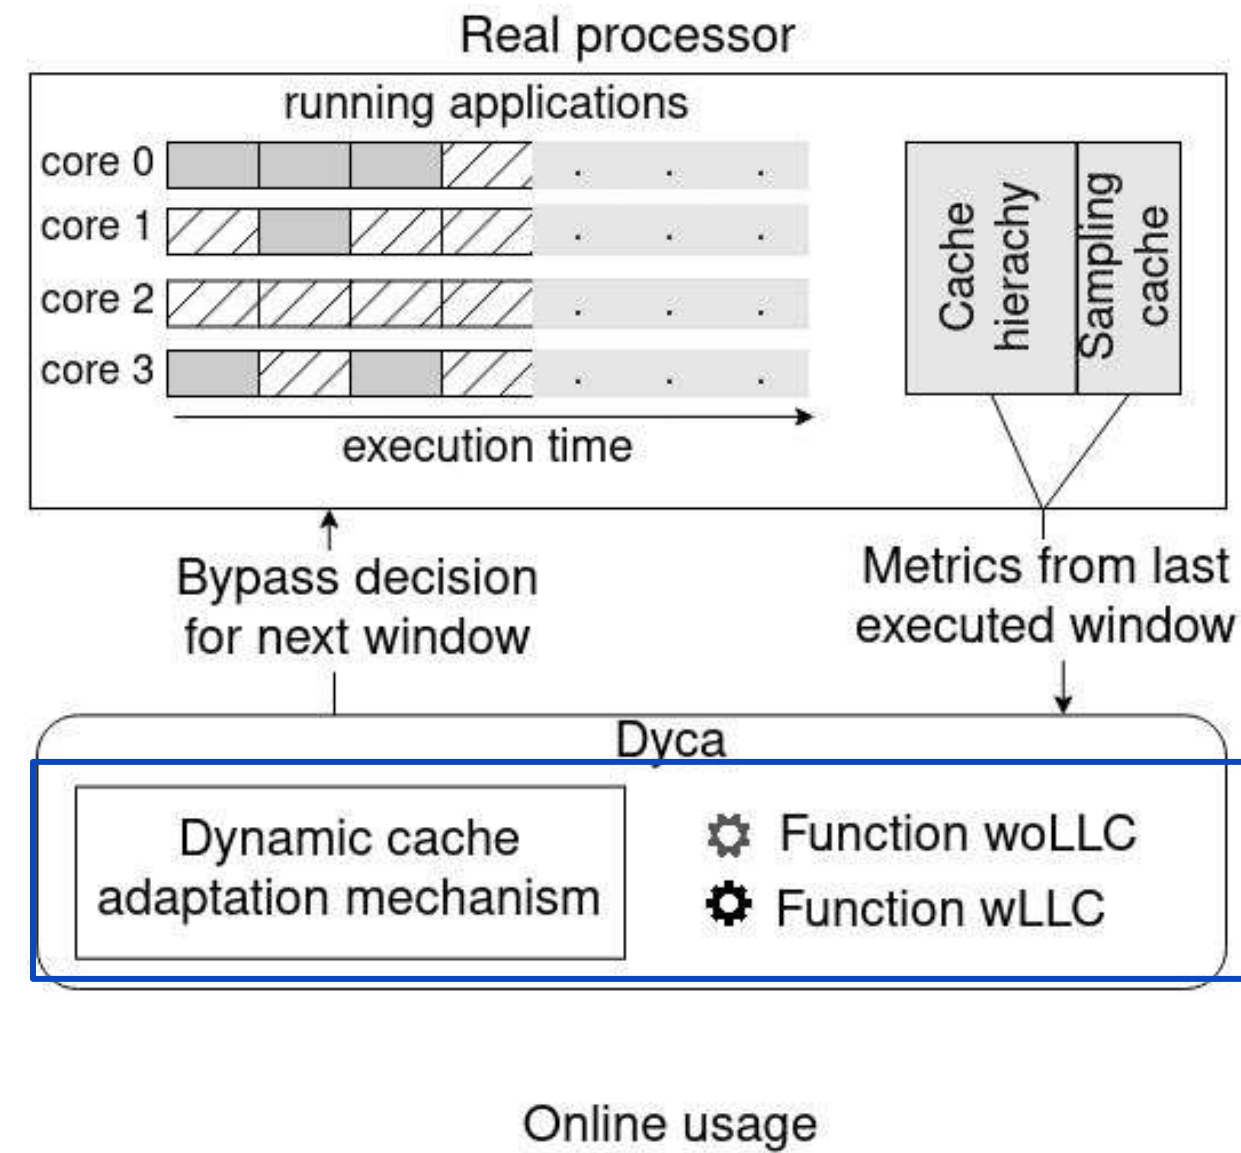 Real processor
running applications
core 0
. . .
core 1
. . .
core 2
. . .
core 3
. . .
execution time
Cache
hierachy
Sampling
cache
Bypass decision
for next window
Metrics from last
executed window
Dyca
Dynamic cache
adaptation mechanism
Function woLLC
Function wLLC
Online usage